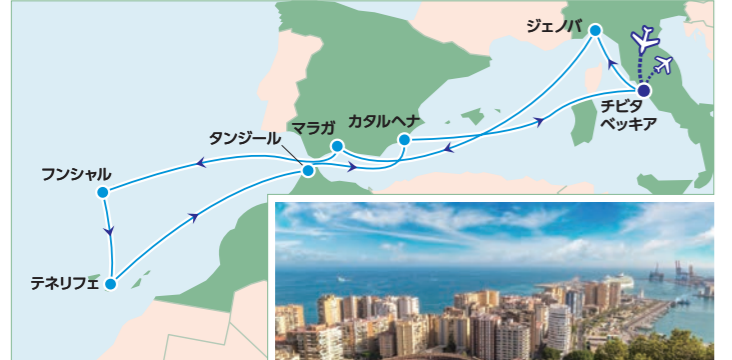 ジェノバ
チビタ
ベッキア
カタルヘナ
マラガ
タンジール
フンシャル
テネリフェ